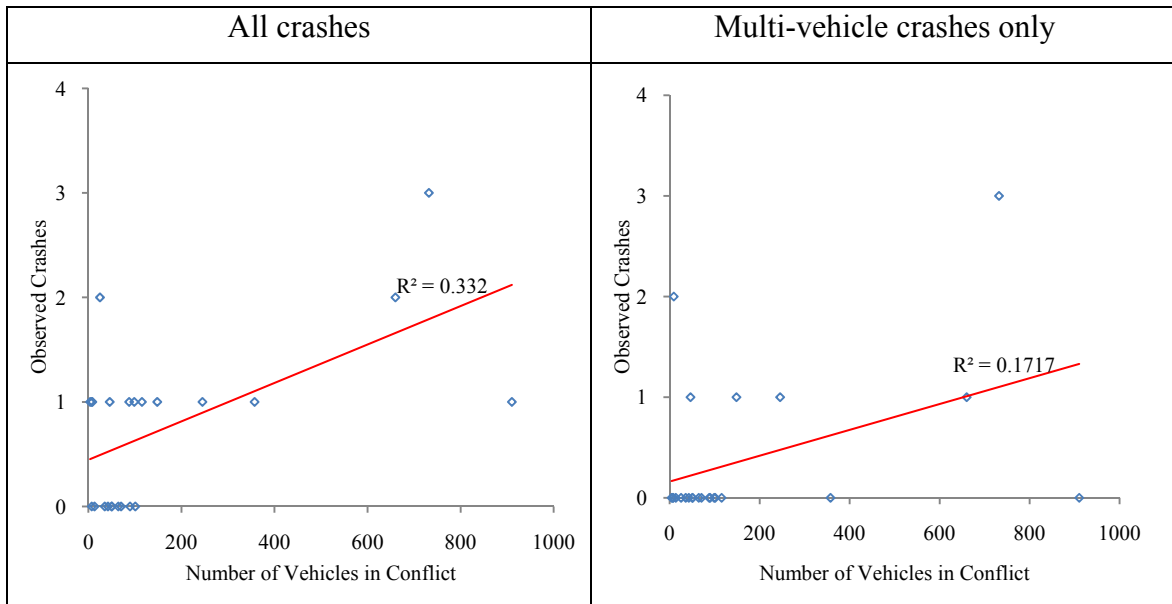 All crashes
Multi-vehicle crashes only
4
3
2
1
0
Observed Crashes
R² = 0.332
0 200 400 600 800 1000
Number of Vehicles in Conflict
4
3
2
1
0
Observed Crashes
R² = 0.1717
0 200 400 600 800 1000
Number of Vehicles in Conflict